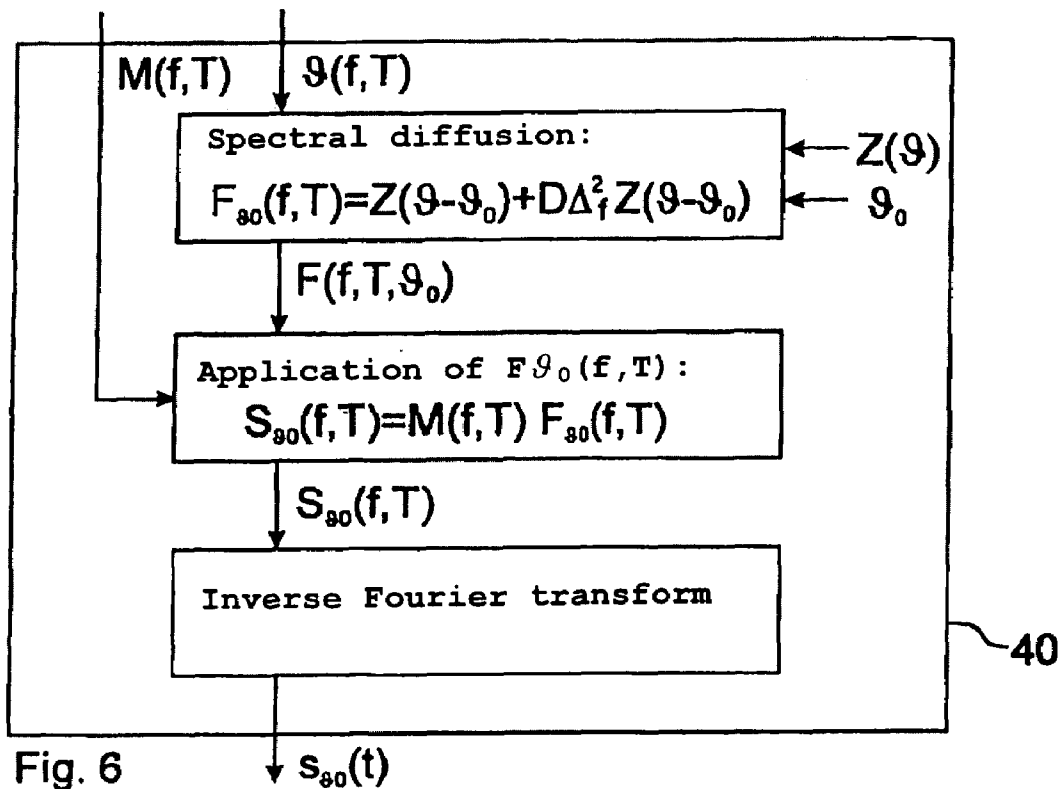 M(f,T) ϑ(f,T)
Spectral diffusion:
F_ϑ0(f,T)=Z(ϑ-ϑ₀)+DΔ²_f Z(ϑ-ϑ₀)
Z(ϑ)
ϑ₀
F(f,T,ϑ₀)
Application of Fϑ₀(f,T):
S_ϑ0(f,T)=M(f,T) F_ϑ0(f,T)
S_ϑ0(f,T)
Inverse Fourier transform
40
Fig. 6
s_ϑ0(t)